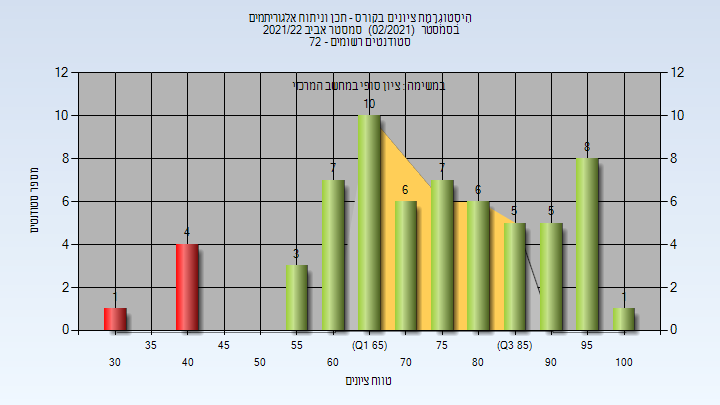 היסטוגרמת ציונים בקורס - תכן וניתוח אלגוריתמים
בסמסטר (02/2021) סמסטר אביב 2021/22
סטודנטים רשומים - 72
במשימה : ציון סופי במחשב המרכזי
12 12
10 10
8 8
6 6
4 4
2 2
0 0
מספר סטודנטים
1 4 3 7 10 6 7 6 5 5 8 1
35 45 55 (Q1 65) 75 (Q3 85) 95
30 40 50 60 70 80 90 100
טווח ציונים